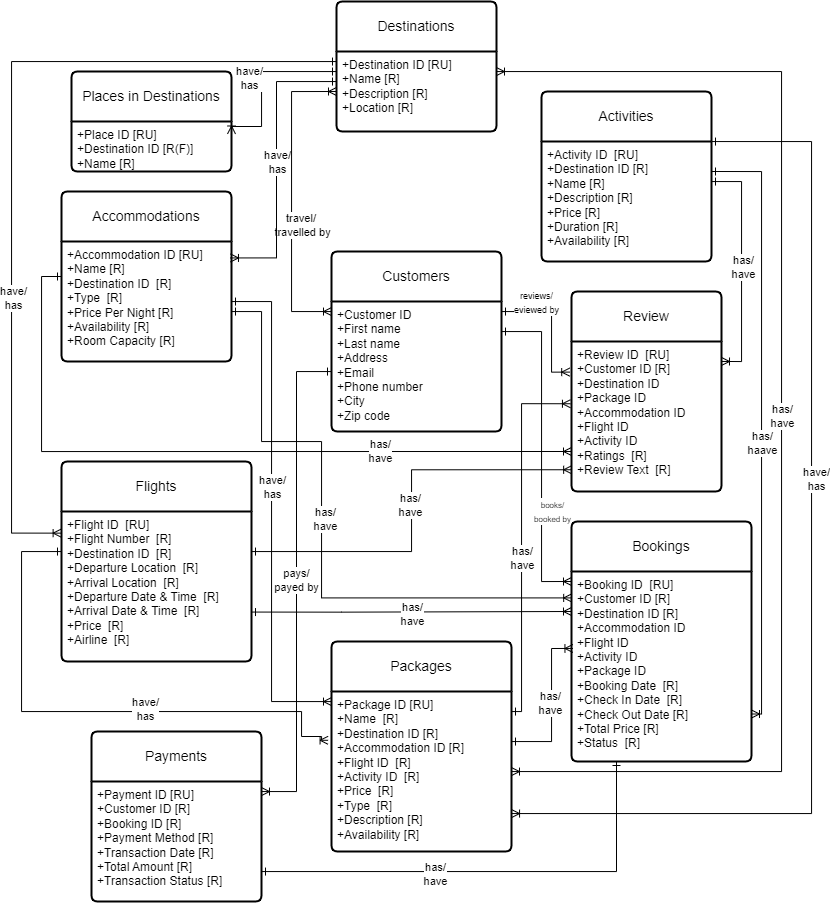 Destinations
+Destination ID [RU]
+Name [R]
+Description [R]
+Location [R]
have/
has
Places in Destinations
+Place ID [RU]
+Destination ID [R(F)]
+Name [R]
Activities
+Activity ID  [RU]
+Destination ID [R]
+Name [R]
+Description [R]
+Price [R]
+Duration [R]
+Availability [R]
have/
has
Accommodations
+Accommodation ID [RU]
+Name [R]
+Destination ID  [R]
+Type  [R]
+Price Per Night [R]
+Availability [R]
+Room Capacity [R]
travel/
travelled by
Customers
+Customer ID
+First name
+Last name
+Address
+Email
+Phone number
+City
+Zip code
has/
have
have/
has
reviews/
eviewed by
Review
+Review ID  [RU]
+Customer ID [R]
+Destination ID
+Package ID
+Accommodation ID
+Flight ID
+Activity ID
+Ratings  [R]
+Review Text  [R]
has/
have
has/
haave
has/
have
have/
has
Flights
+Flight ID  [RU]
+Flight Number  [R]
+Destination ID  [R]
+Departure Location  [R]
+Arrival Location  [R]
+Departure Date & Time  [R]
+Arrival Date & Time  [R]
+Price  [R]
+Airline  [R]
have/
has
has/
have
has/
have
books/
booked by
has/
have
pays/
payed by
has/
have
Bookings
+Booking ID  [RU]
+Customer ID [R]
+Destination ID [R]
+Accommodation ID
+Flight ID
+Activity ID
+Package ID
+Booking Date  [R]
+Check In Date  [R]
+Check Out Date [R]
+Total Price [R]
+Status  [R]
Packages
+Package ID [RU]
+Name  [R]
+Destination ID [R]
+Accommodation ID [R]
+Flight ID  [R]
+Activity ID  [R]
+Price  [R]
+Type  [R]
+Description [R]
+Availability [R]
has/
have
have/
has
Payments
+Payment ID [RU]
+Customer ID [R]
+Booking ID [R]
+Payment Method [R]
+Transaction Date [R]
+Total Amount [R]
+Transaction Status [R]
has/
have